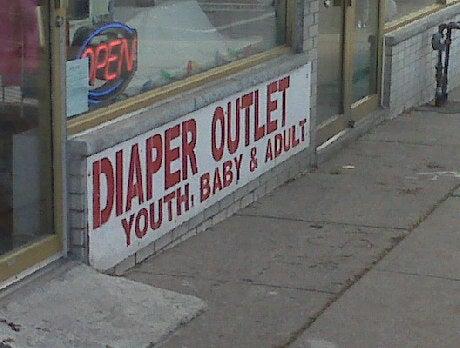 OPEN
DIAPER OUTLET
YOUTH, BABY & ADULT